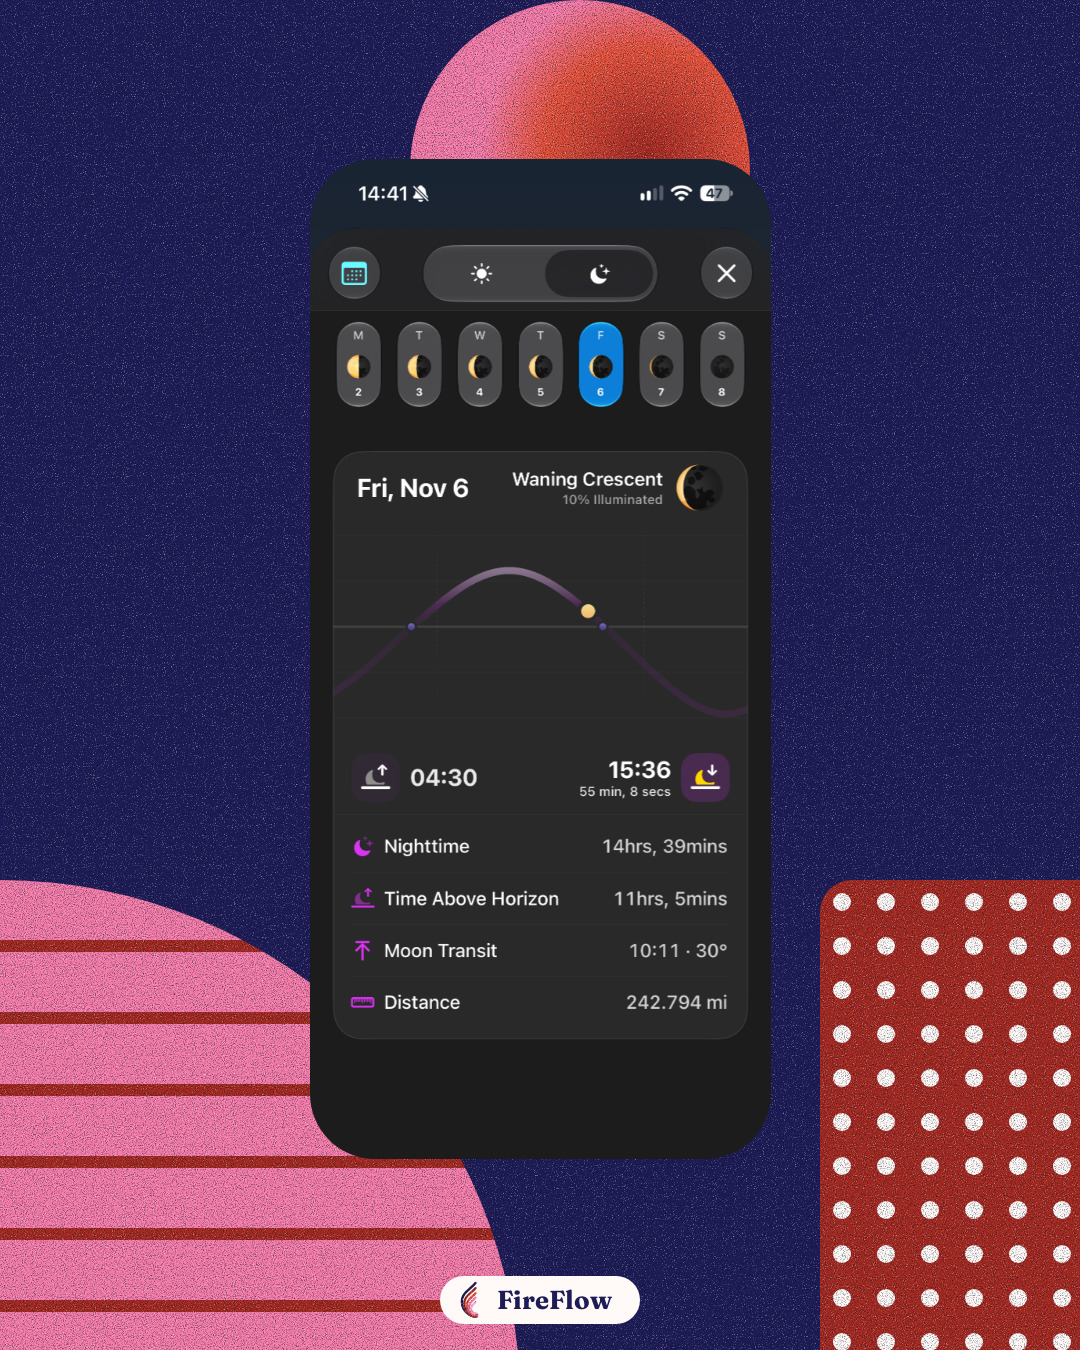 14:41
47
M T W T F S S
2 3 4 5 6 7 8
Fri, Nov 6
Waning Crescent
10% Illuminated
04:30
15:36
55 min, 8 secs
Nighttime 14hrs, 39mins
Time Above Horizon 11hrs, 5mins
Moon Transit 10:11 · 30°
Distance 242.794 mi
FireFlow